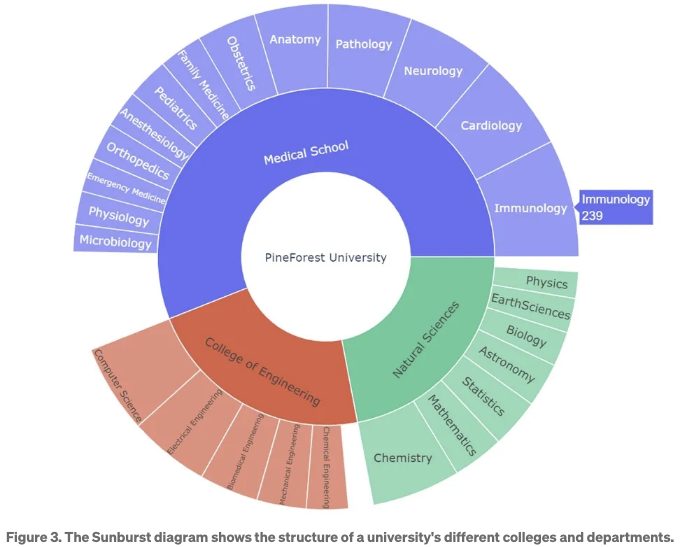 Obstetrics
Anatomy
Pathology
Family Medicine
Neurology
Pediatrics
Cardiology
Anesthesiology
Medical School
Orthopedics
Emergency Medicine
Immunology
Immunology
239
Physiology
Microbiology
PineForest University
Physics
EarthSciences
Biology
Astronomy
Natural Sciences
Statistics
College of Engineering
Mathematics
Chemistry
Computer Science
Electrical Engineering
Biomedical Engineering
Mechanical Engineering
Chemical Engineering
Figure 3. The Sunburst diagram shows the structure of a university's different colleges and departments.